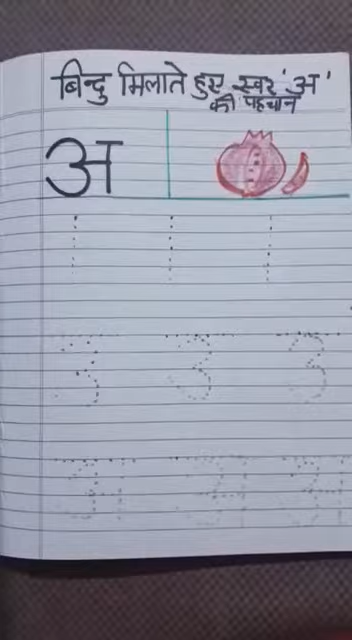 बिन्दु मिलाते हुए स्वर 'अ'
की पहचान
अ